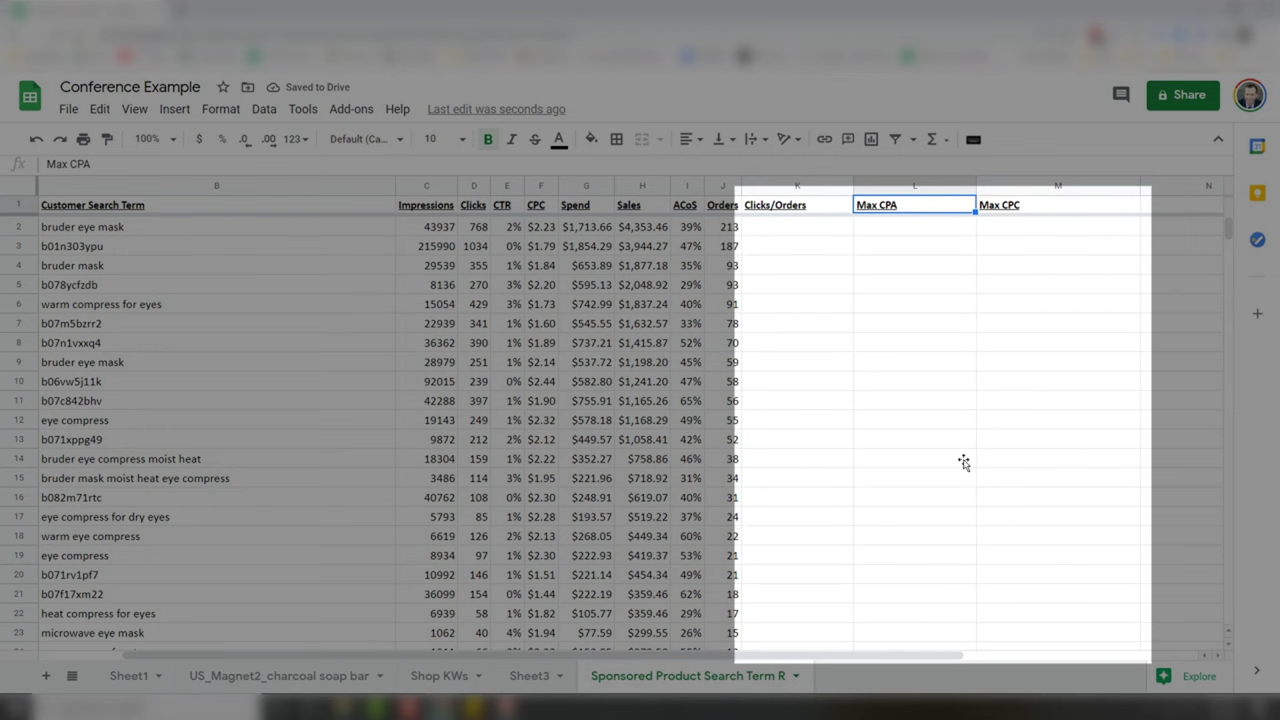 Conference Example
Saved to Drive
File Edit View Insert Format Data Tools Add-ons Help Last edit was seconds ago
Share
100% $ % .0 .00 123 Default (Ca... 10 B I S A
fx Max CPA
B C D E F G H I J K L M N
1 Customer Search Term Impressions Clicks CTR CPC Spend Sales ACoS Orders Clicks/Orders Max CPA Max CPC
2 bruder eye mask 43937 768 2% $2.23 $1,713.66 $4,353.46 39% 213
3 b01n303ypu 215990 1034 0% $1.79 $1,854.29 $3,944.27 47% 187
4 bruder mask 29539 355 1% $1.84 $653.89 $1,877.18 35% 93
5 b078ycfzdb 8136 270 3% $2.20 $595.13 $2,048.92 29% 93
6 warm compress for eyes 15054 429 3% $1.73 $742.99 $1,837.24 40% 91
7 b07m5bzrr2 22939 341 1% $1.60 $545.55 $1,632.57 33% 78
8 b07n1vxxq4 36362 390 1% $1.89 $737.21 $1,415.87 52% 70
9 bruder eye mask 28979 251 1% $2.14 $537.72 $1,198.20 45% 59
10 b06vw5j11k 92015 239 0% $2.44 $582.80 $1,241.20 47% 58
11 b07c842bhv 42288 397 1% $1.90 $755.91 $1,165.26 65% 56
12 eye compress 19143 249 1% $2.32 $578.18 $1,168.29 49% 55
13 b071xppg49 9872 212 2% $2.12 $449.57 $1,058.41 42% 52
14 bruder eye compress moist heat 18304 159 1% $2.22 $352.27 $758.86 46% 38
15 bruder mask moist heat eye compress 3486 114 3% $1.95 $221.96 $718.92 31% 34
16 b082m71rtc 40762 108 0% $2.30 $248.91 $619.07 40% 31
17 eye compress for dry eyes 5793 85 1% $2.28 $193.57 $519.22 37% 24
18 warm eye compress 6619 126 2% $2.13 $268.05 $449.34 60% 22
19 eye compress 8934 97 1% $2.30 $222.93 $419.37 53% 21
20 b071rv1pf7 10992 146 1% $1.51 $221.14 $454.34 49% 21
21 b07f17xm22 36099 154 0% $1.44 $222.19 $359.46 62% 18
22 heat compress for eyes 6939 58 1% $1.82 $105.77 $359.46 29% 17
23 microwave eye mask 1062 40 4% $1.94 $77.59 $299.55 26% 15
Sheet1 US_Magnet2_charcoal soap bar Shop KWs Sheet3 Sponsored Product Search Term R Explore